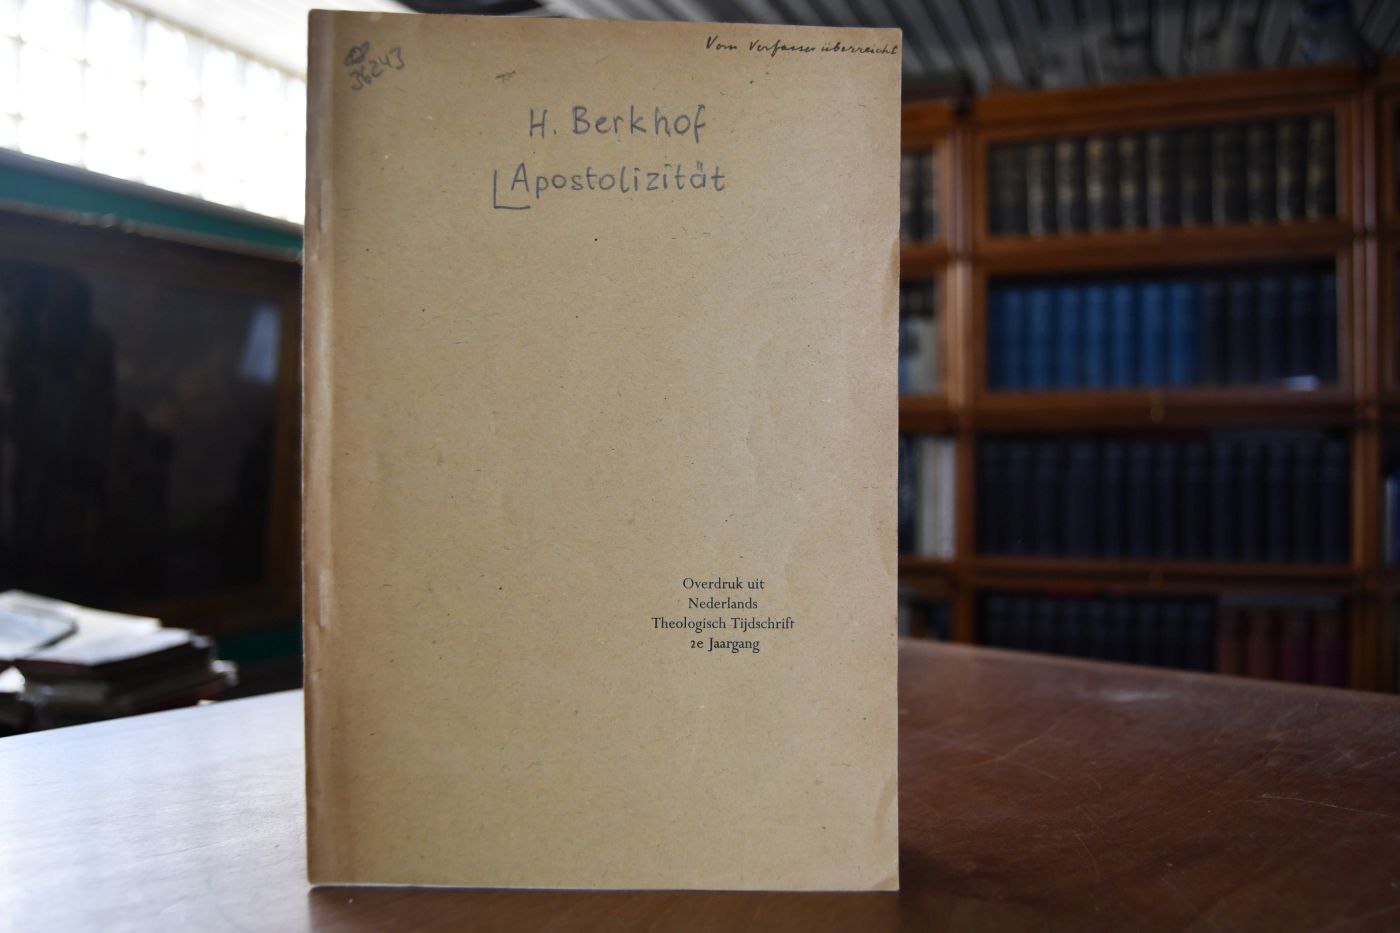 Vom Verfasser überreicht
36243
H. Berkhof
Apostolizität
Overdruk uit
Nederlands
Theologisch Tijdschrift
2e Jaargang